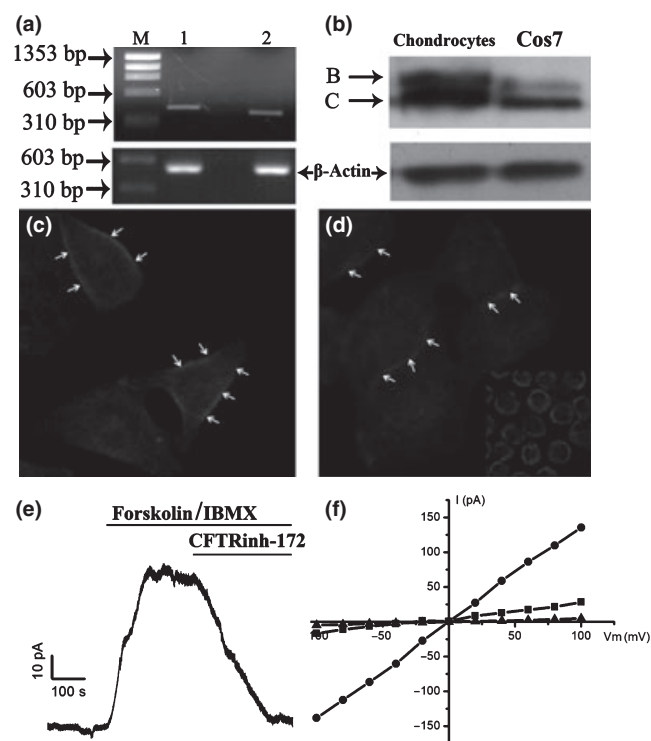 (a)
M 1 2
1353 bp
603 bp
310 bp
603 bp
310 bp
β-Actin
(b)
Chondrocytes Cos7
B
C
(c)
(d)
(e)
Forskolin/IBMX
CFTRinh-172
10 pA
100 s
(f)
I (pA)
150
100
50
-50
50
100
Vm (mV)
-50
-100
-150